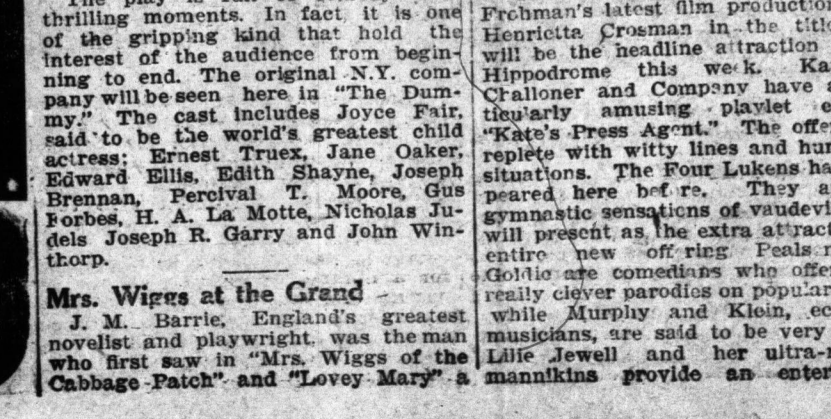 thrilling moments. In fact, it is one
of the gripping kind that hold the
interest of the audience from begin-
ning to end. The original N.Y. com-
pany will be seen here in "The Dum-
my." The cast includes Joyce Fair,
said to be the world's greatest child
actress; Ernest Truex, Jane Oaker,
Edward Ellis, Edith Shayne, Joseph
Brennan, Percival T. Moore, Gus
Forbes, H. A. La Motte, Nicholas Ju-
dels Joseph R. Garry and John Win-
thorp.
Mrs. Wiggs at the Grand
J. M. Barrie, England's greatest
novelist and playwright, was the man
who first saw in "Mrs. Wiggs of the
Cabbage Patch" and "Lovey Mary" a
Frohman's latest film production
Henrietta Crosman in the titl
will be the headline attraction
Hippodrome this week. Ka
Challoner and Company have
ticularly amusing playlet
"Kate's Press Agent." The offe
replete with witty lines and hum
situations. The Four Lukens ha
peared here before. They a
gymnastic sensations of vaudevi
will present as the extra attract
entire new offering. Peals
Goldie are comedians who offe
really clever parodies on popular
while Murphy and Klein, ec
musicians, are said to be very
Lilie Jewell and her ultra-
mannikins provide an enter